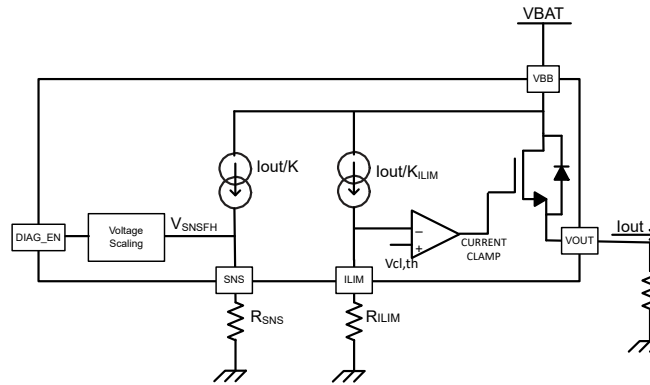 VBAT
VBB
Iout/K
Iout/KILIM
DIAG_EN
Voltage
Scaling
VSNSFH
Vcl,th
−
+
CURRENT
CLAMP
VOUT
Iout
SNS
ILIM
RSNS
RILIM